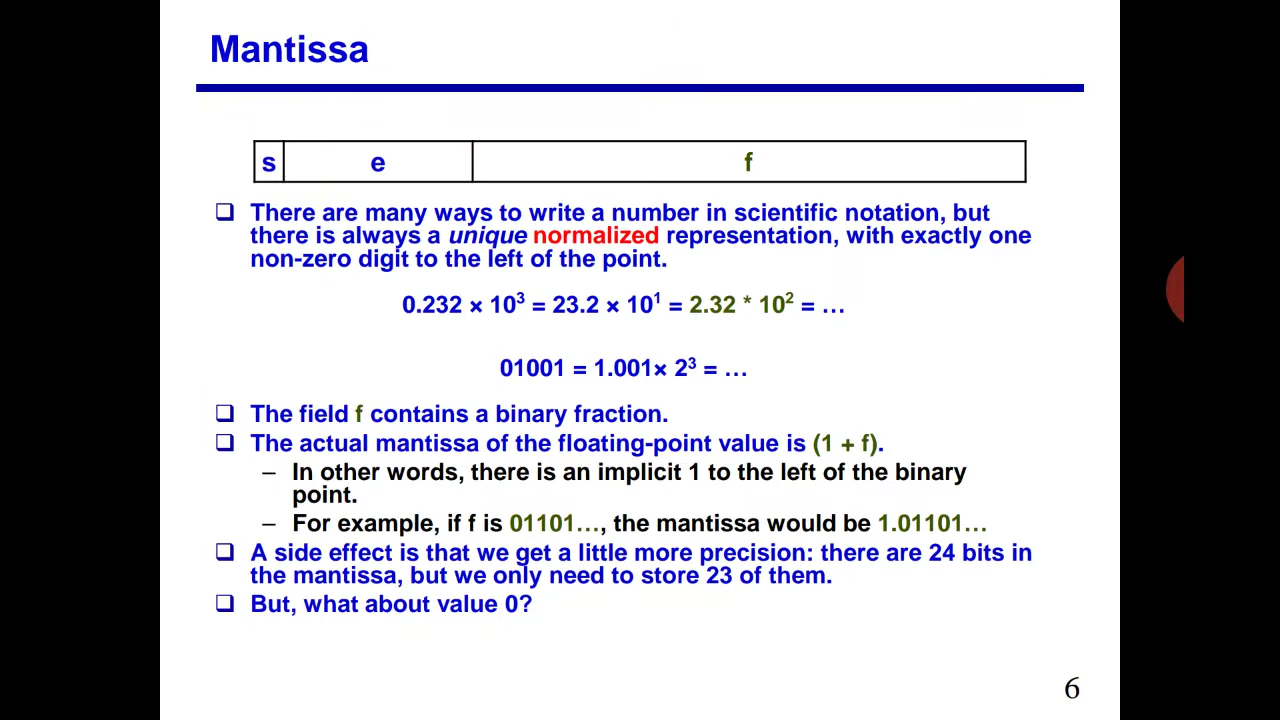 Mantissa
s e f
❑ There are many ways to write a number in scientific notation, but
there is always a unique normalized representation, with exactly one
non-zero digit to the left of the point.
0.232 × 10³ = 23.2 × 10¹ = 2.32 * 10² = …
01001 = 1.001× 2³ = …
❑ The field f contains a binary fraction.
❑ The actual mantissa of the floating-point value is (1 + f).
– In other words, there is an implicit 1 to the left of the binary
point.
– For example, if f is 01101…, the mantissa would be 1.01101…
❑ A side effect is that we get a little more precision: there are 24 bits in
the mantissa, but we only need to store 23 of them.
❑ But, what about value 0?
6